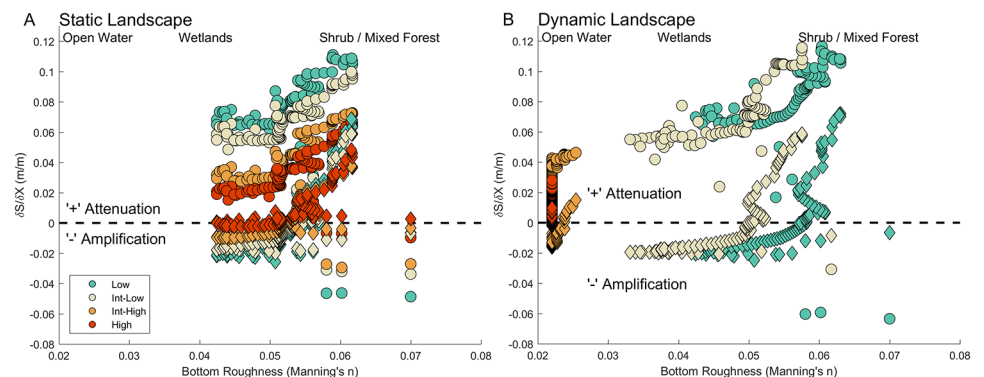 A Static Landscape
Open Water Wetlands Shrub / Mixed Forest
0.12
0.1
0.08
0.06
0.04
0.02
0
-0.02
-0.04
-0.06
-0.08
δS/δX (m/m)
'+' Attenuation
'-' Amplification
Low
Int-Low
Int-High
High
0.02 0.03 0.04 0.05 0.06 0.07 0.08
Bottom Roughness (Manning's n)
B Dynamic Landscape
Open Water Wetlands Shrub / Mixed Forest
0.12
0.1
0.08
0.06
0.04
0.02
0
-0.02
-0.04
-0.06
-0.08
δS/δX (m/m)
'+' Attenuation
'-' Amplification
0.02 0.03 0.04 0.05 0.06 0.07 0.08
Bottom Roughness (Manning's n)